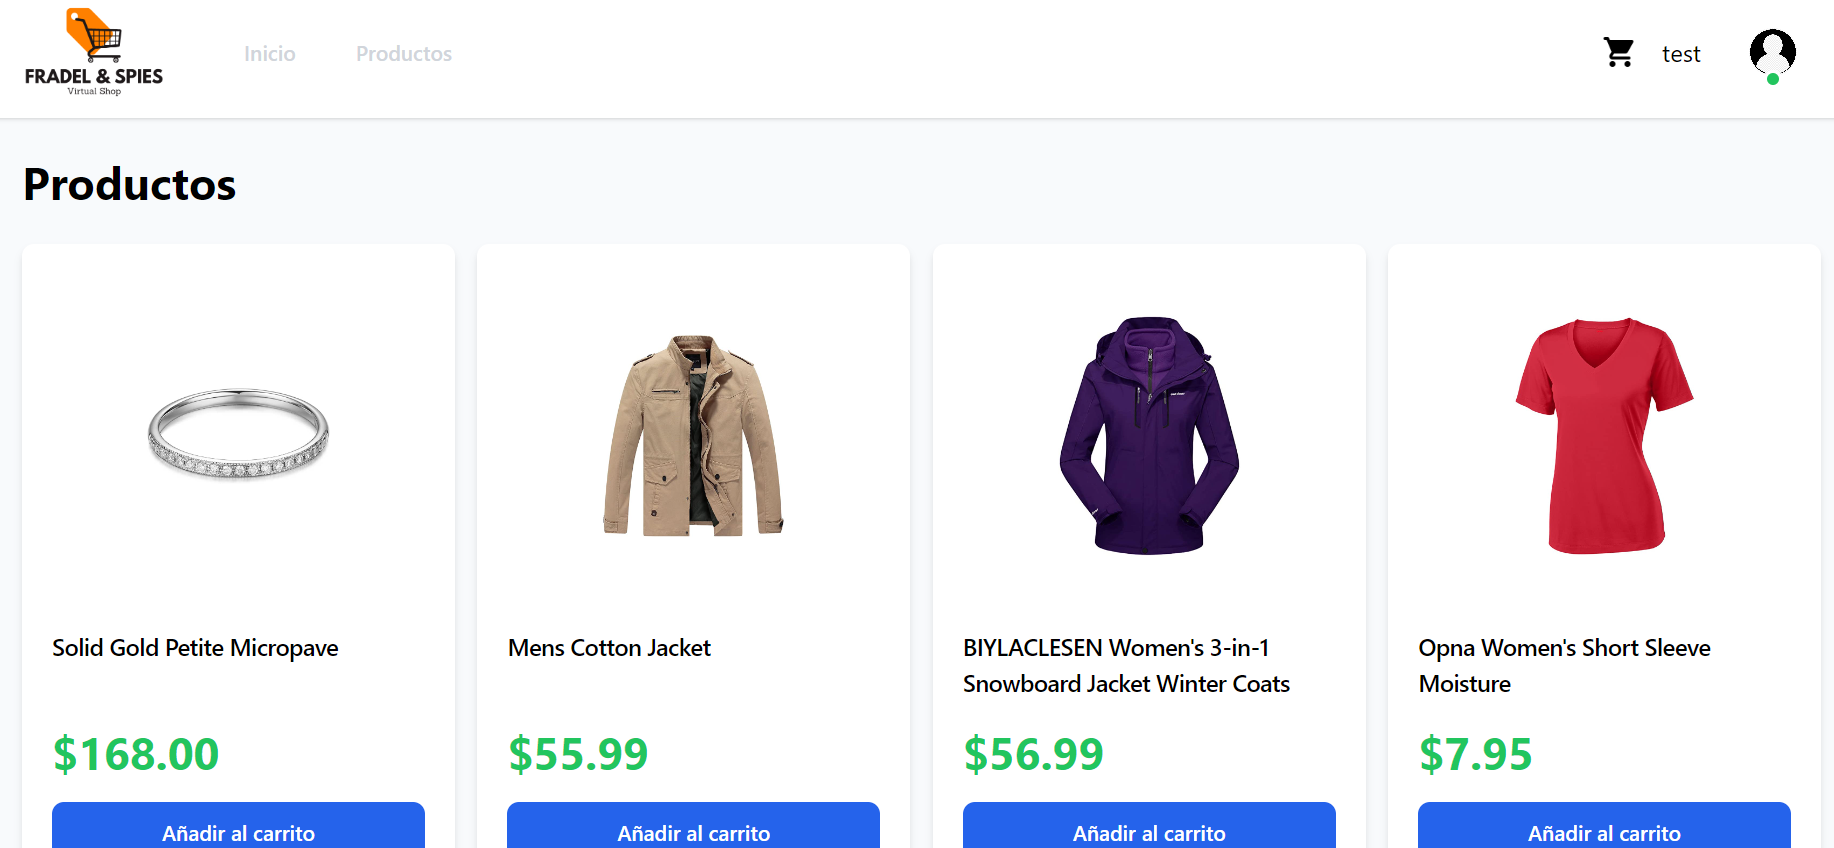 FRADEL & SPIES
Virtual Shop
Inicio
Productos
test
Productos
Solid Gold Petite Micropave
$168.00
Añadir al carrito
Mens Cotton Jacket
$55.99
Añadir al carrito
BIYLACLESEN Women's 3-in-1
Snowboard Jacket Winter Coats
$56.99
Añadir al carrito
Opna Women's Short Sleeve
Moisture
$7.95
Añadir al carrito